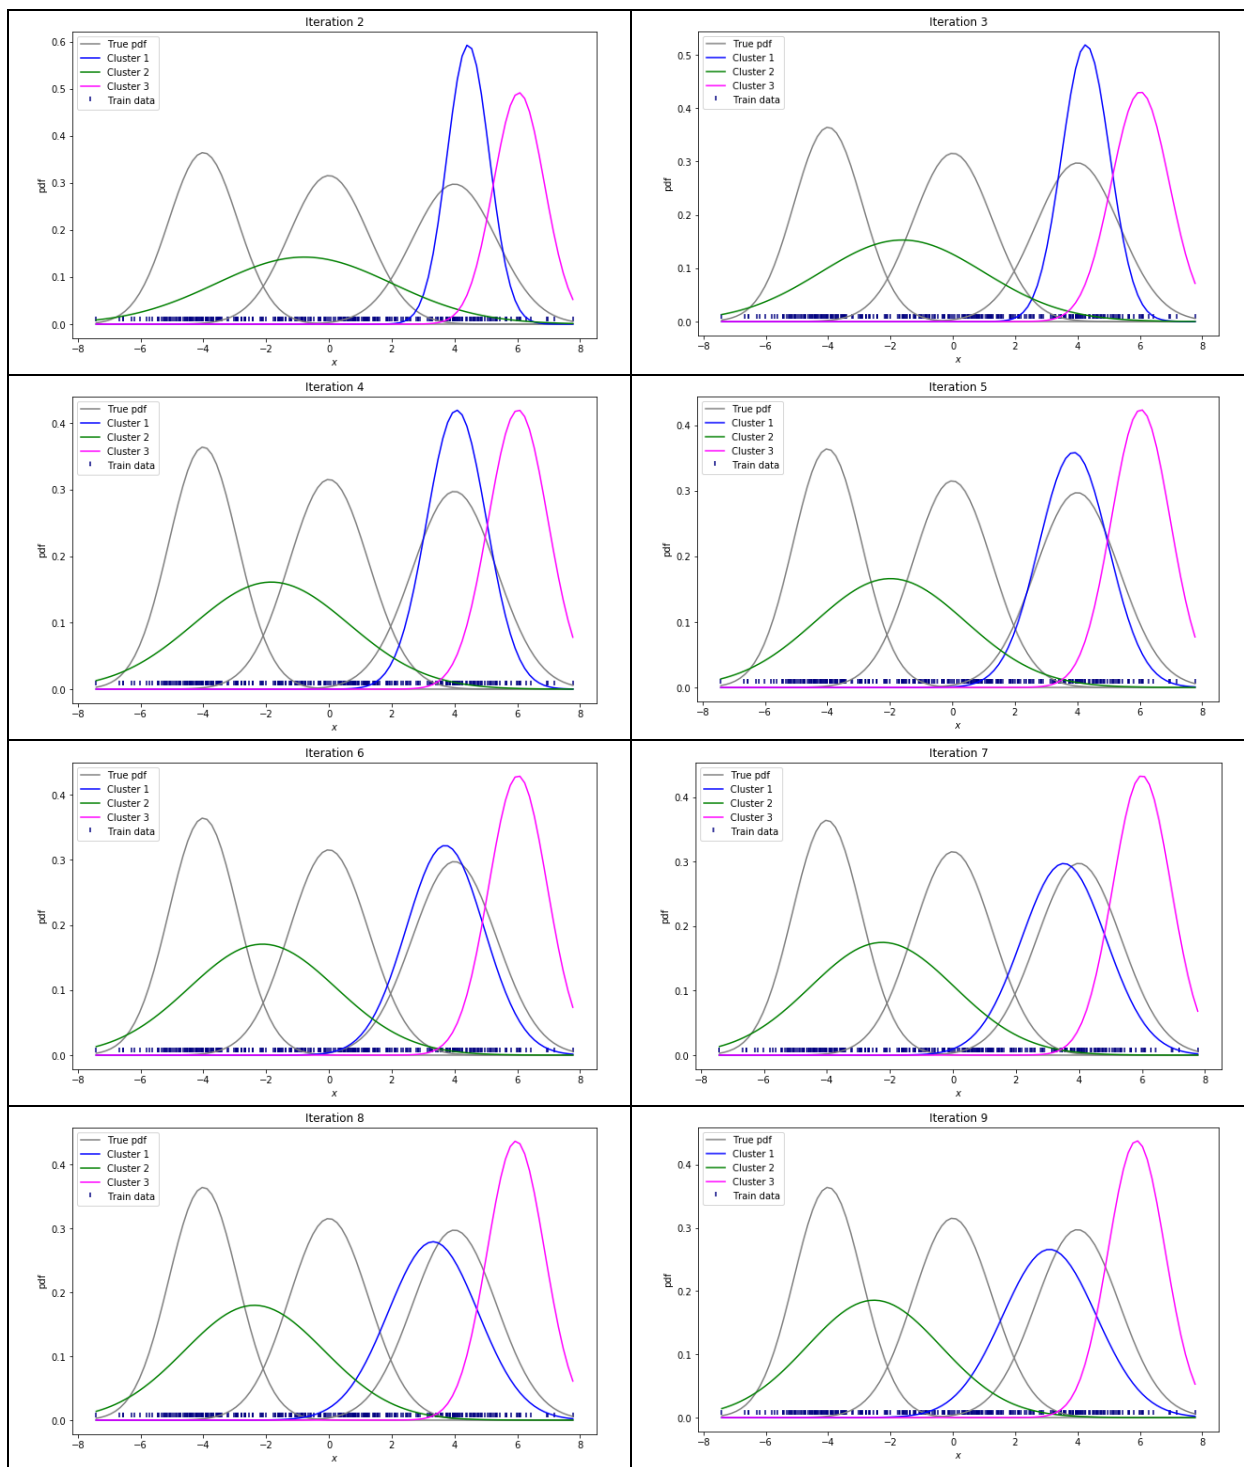 Iteration 2
True pdf
Cluster 1
Cluster 2
Cluster 3
Train data
pdf
0.6
0.5
0.4
0.3
0.2
0.1
0.0
−8 −6 −4 −2 0 2 4 6 8
x
Iteration 3
True pdf
Cluster 1
Cluster 2
Cluster 3
Train data
pdf
0.5
0.4
0.3
0.2
0.1
0.0
−8 −6 −4 −2 0 2 4 6 8
x
Iteration 4
True pdf
Cluster 1
Cluster 2
Cluster 3
Train data
pdf
0.4
0.3
0.2
0.1
0.0
−8 −6 −4 −2 0 2 4 6 8
x
Iteration 5
True pdf
Cluster 1
Cluster 2
Cluster 3
Train data
pdf
0.4
0.3
0.2
0.1
0.0
−8 −6 −4 −2 0 2 4 6 8
x
Iteration 6
True pdf
Cluster 1
Cluster 2
Cluster 3
Train data
pdf
0.4
0.3
0.2
0.1
0.0
−8 −6 −4 −2 0 2 4 6 8
x
Iteration 7
True pdf
Cluster 1
Cluster 2
Cluster 3
Train data
pdf
0.4
0.3
0.2
0.1
0.0
−8 −6 −4 −2 0 2 4 6 8
x
Iteration 8
True pdf
Cluster 1
Cluster 2
Cluster 3
Train data
pdf
0.4
0.3
0.2
0.1
0.0
−8 −6 −4 −2 0 2 4 6 8
x
Iteration 9
True pdf
Cluster 1
Cluster 2
Cluster 3
Train data
pdf
0.4
0.3
0.2
0.1
0.0
−8 −6 −4 −2 0 2 4 6 8
x